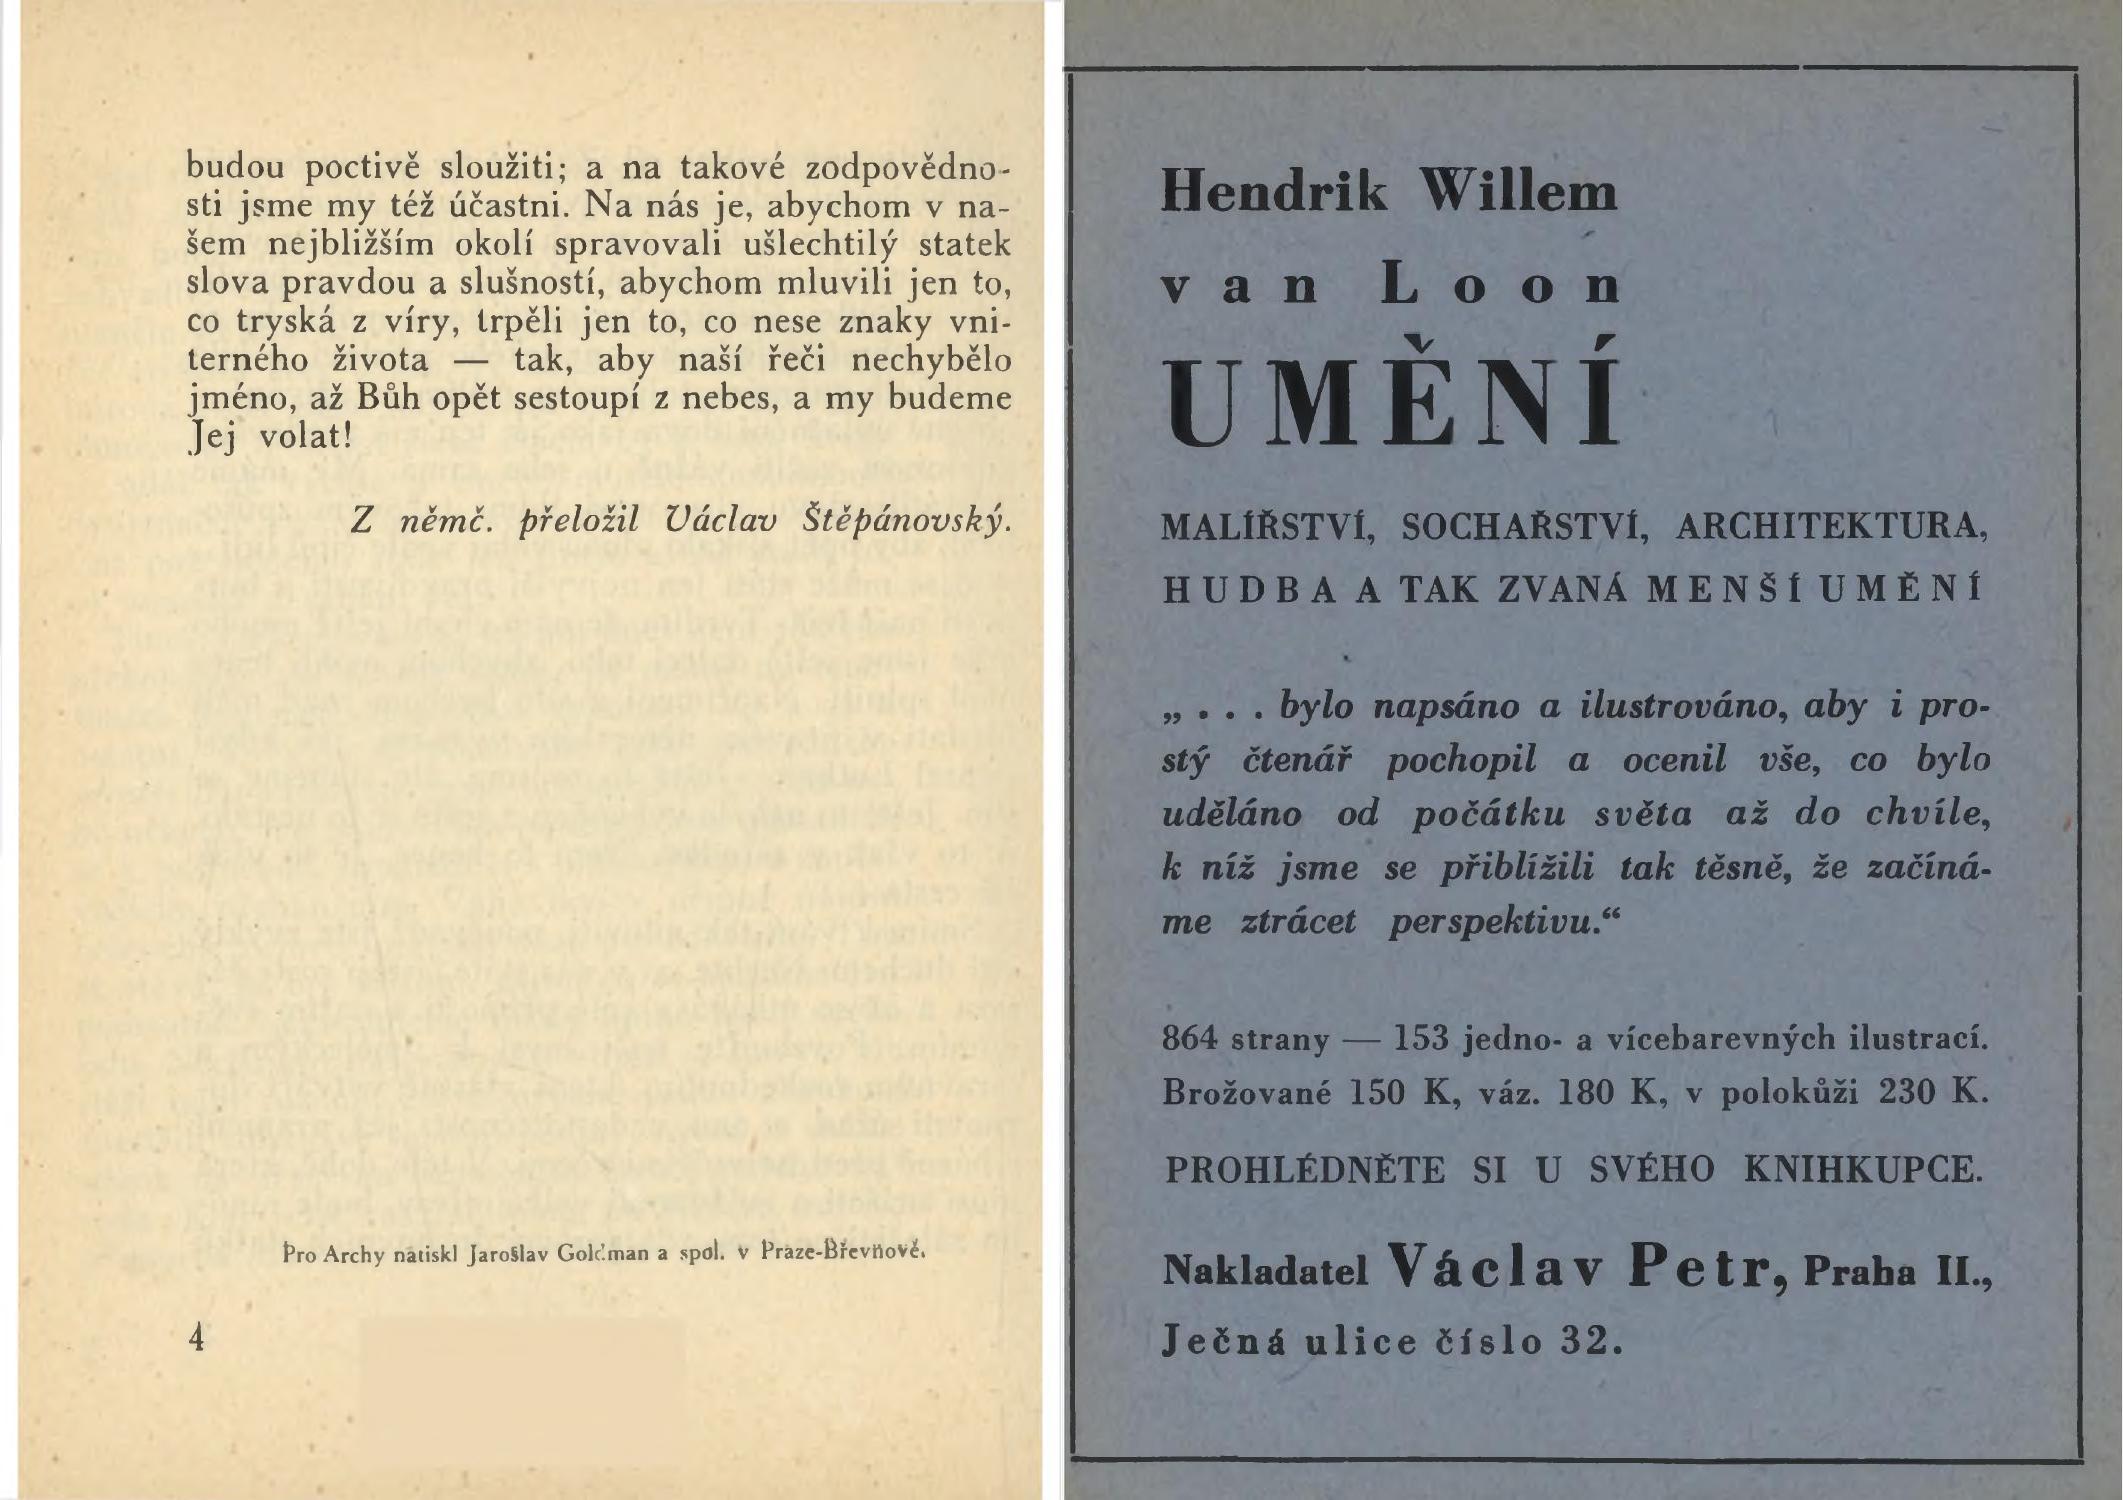 budou poctivě sloužiti; a na takové zodpovědno-
sti jsme my též účastni. Na nás je, abychom v na-
šem nejbližším okolí spravovali ušlechtilý statek
slova pravdou a slušností, abychom mluvili jen to,
co tryská z víry, trpěli jen to, co nese znaky vni-
terného života — tak, aby naší řeči nechybělo
jméno, až Bůh opět sestoupí z nebes, a my budeme
Jej volat!
Z němč. přeložil Václav Štěpánovský.
Pro Archy natiskl Jaroslav Goldman a spol. v Praze-Břevnově.
4
Hendrik Willem
van Loon
UMĚNÍ
MALÍŘSTVÍ, SOCHAŘSTVÍ, ARCHITEKTURA,
HUDBA A TAK ZVANÁ MENŠÍ UMĚNÍ
„ . . . bylo napsáno a ilustrováno, aby i pro-
stý čtenář pochopil a ocenil vše, co bylo
uděláno od počátku světa až do chvíle,
k níž jsme se přiblížili tak těsně, že začíná-
me ztrácet perspektivu.“
864 strany — 153 jedno- a vícebarevných ilustrací.
Brožované 150 K, váz. 180 K, v polokůži 230 K.
PROHLÉDNĚTE SI U SVÉHO KNIHKUPCE.
Nakladatel Václav Petr, Praha II.,
Ječná ulice číslo 32.